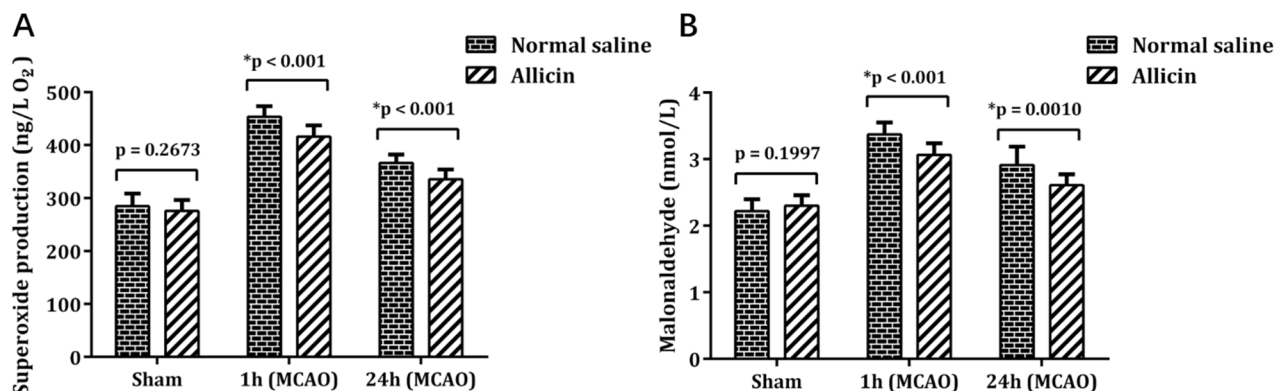 A
Normal saline
Allicin
*p < 0.001
*p < 0.001
p = 0.2673
Superoxide production (ng/L O₂)
500
400
300
200
100
0
Sham
1h (MCAO)
24h (MCAO)
B
Normal saline
Allicin
*p < 0.001
*p = 0.0010
p = 0.1997
Malonaldehyde (nmol/L)
4
3
2
1
0
Sham
1h (MCAO)
24h (MCAO)